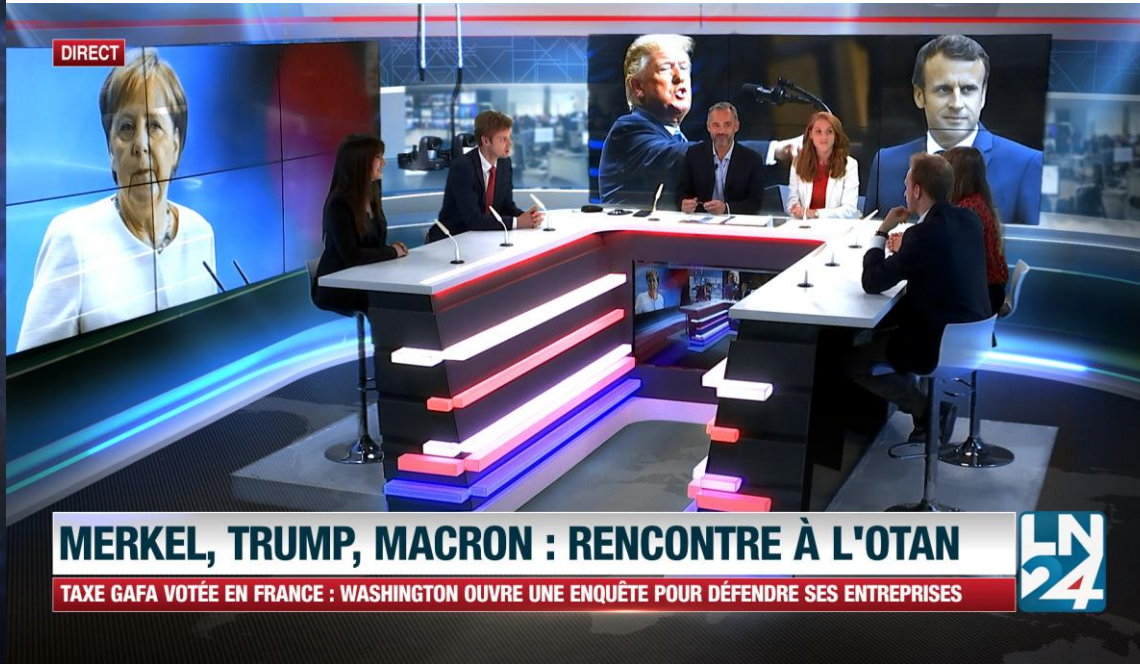 DIRECT
MERKEL, TRUMP, MACRON : RENCONTRE À L'OTAN
TAXE GAFA VOTÉE EN FRANCE : WASHINGTON OUVRE UNE ENQUÊTE POUR DÉFENDRE SES ENTREPRISES
LN
24